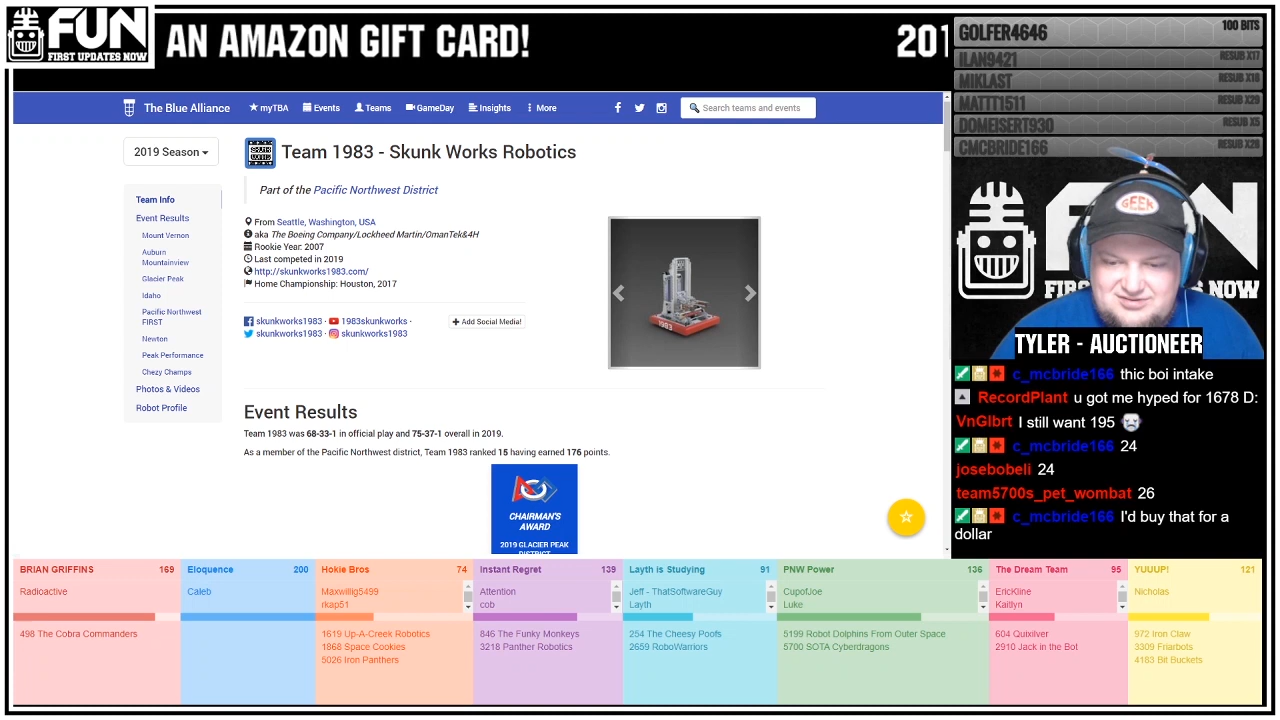 FUN
FIRST UPDATES NOW
AN AMAZON GIFT CARD!
201
GOLFER4646 100 BITS
ILAN9421 RESUB X17
MIKLAST RESUB X18
MATTT1511 RESUB X29
DOMEISERT930 RESUB X5
CMCBRIDE166
The Blue Alliance
myTBA
Events
Teams
GameDay
Insights
More
Search teams and events
2019 Season
Team Info
Event Results
Mount Vernon
Auburn
Mountainview
Glacier Peak
Idaho
Pacific Northwest
FIRST
Newton
Peak Performance
Chezy Champs
Photos & Videos
Robot Profile
SKUNK
WORKS
Team 1983 - Skunk Works Robotics
Part of the Pacific Northwest District
From Seattle, Washington, USA
aka The Boeing Company/Lockheed Martin/OmanTek&4H
Rookie Year: 2007
Last competed in 2019
http://skunkworks1983.com/
Home Championship: Houston, 2017
skunkworks1983 · 1983skunkworks ·
skunkworks1983 · skunkworks1983
Add Social Media!
1983
Event Results
Team 1983 was 68-33-1 in official play and 75-37-1 overall in 2019.
As a member of the Pacific Northwest district, Team 1983 ranked 15 having earned 176 points.
CHAIRMAN'S
AWARD
2019 GLACIER PEAK
DISTRICT
GEEK
TYLER - AUCTIONEER
c_mcbride166 thic boi intake
RecordPlant u got me hyped for 1678 D:
VnGlbrt I still want 195
c_mcbride166 24
josebobeli 24
team5700s_pet_wombat 26
c_mcbride166 I'd buy that for a
dollar
BRIAN GRIFFINS 169
Radioactive
498 The Cobra Commanders
Eloquence 200
Caleb
Hokie Bros 74
Maxwillig5499
rkap51
1619 Up-A-Creek Robotics
1868 Space Cookies
5026 Iron Panthers
Instant Regret 139
Attention
cob
846 The Funky Monkeys
3218 Panther Robotics
Layth is Studying 91
Jeff - ThatSoftwareGuy
Layth
254 The Cheesy Poofs
2659 RoboWarriors
PNW Power 136
CupofJoe
Luke
5199 Robot Dolphins From Outer Space
5700 SOTA Cyberdragons
The Dream Team 95
EricKline
Kaitlyn
604 Quixilver
2910 Jack in the Bot
YUUUP! 121
Nicholas
972 Iron Claw
3309 Friarbots
4183 Bit Buckets